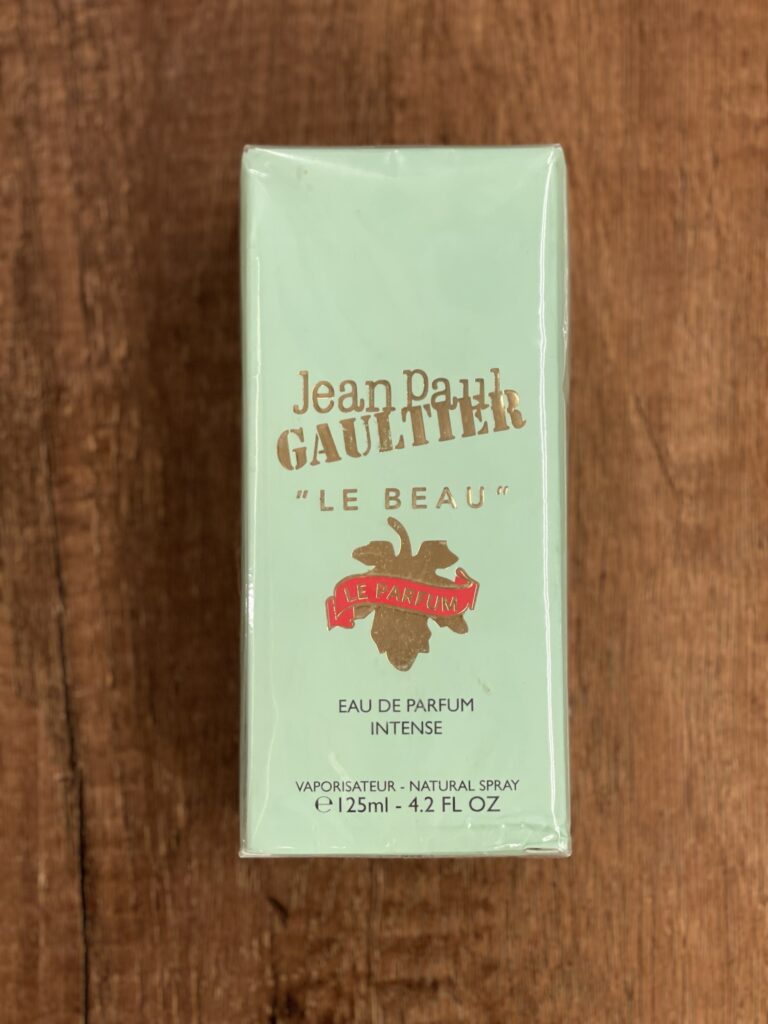 Jean Paul
GAULTIER
"LE BEAU"
LE PARFUM
EAU DE PARFUM
INTENSE
VAPORISATEUR - NATURAL SPRAY
℮125ml - 4.2 FL OZ